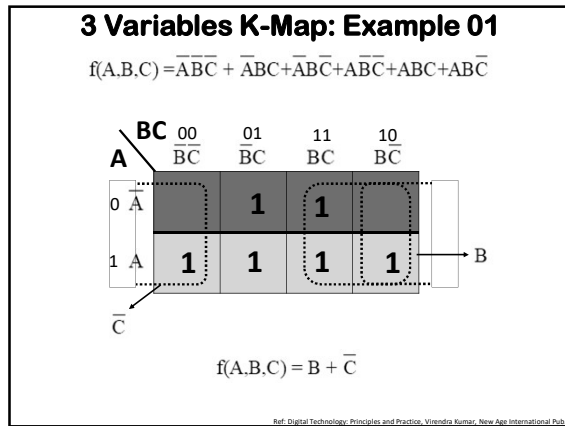 3 Variables K-Map: Example 01
f(A,B,C) =A̅B̅C̅ + A̅BC+A̅BC̅+AB̅C̅+ABC+ABC̅
BC 00 01 11 10
A B̅C̅ B̅C BC BC̅
0 A̅ 1 1
1 A 1 1 1 1 B
C̅
f(A,B,C) = B + C̅
Ref: Digital Technology: Principles and Practice, Virendra Kumar, New Age International Pub